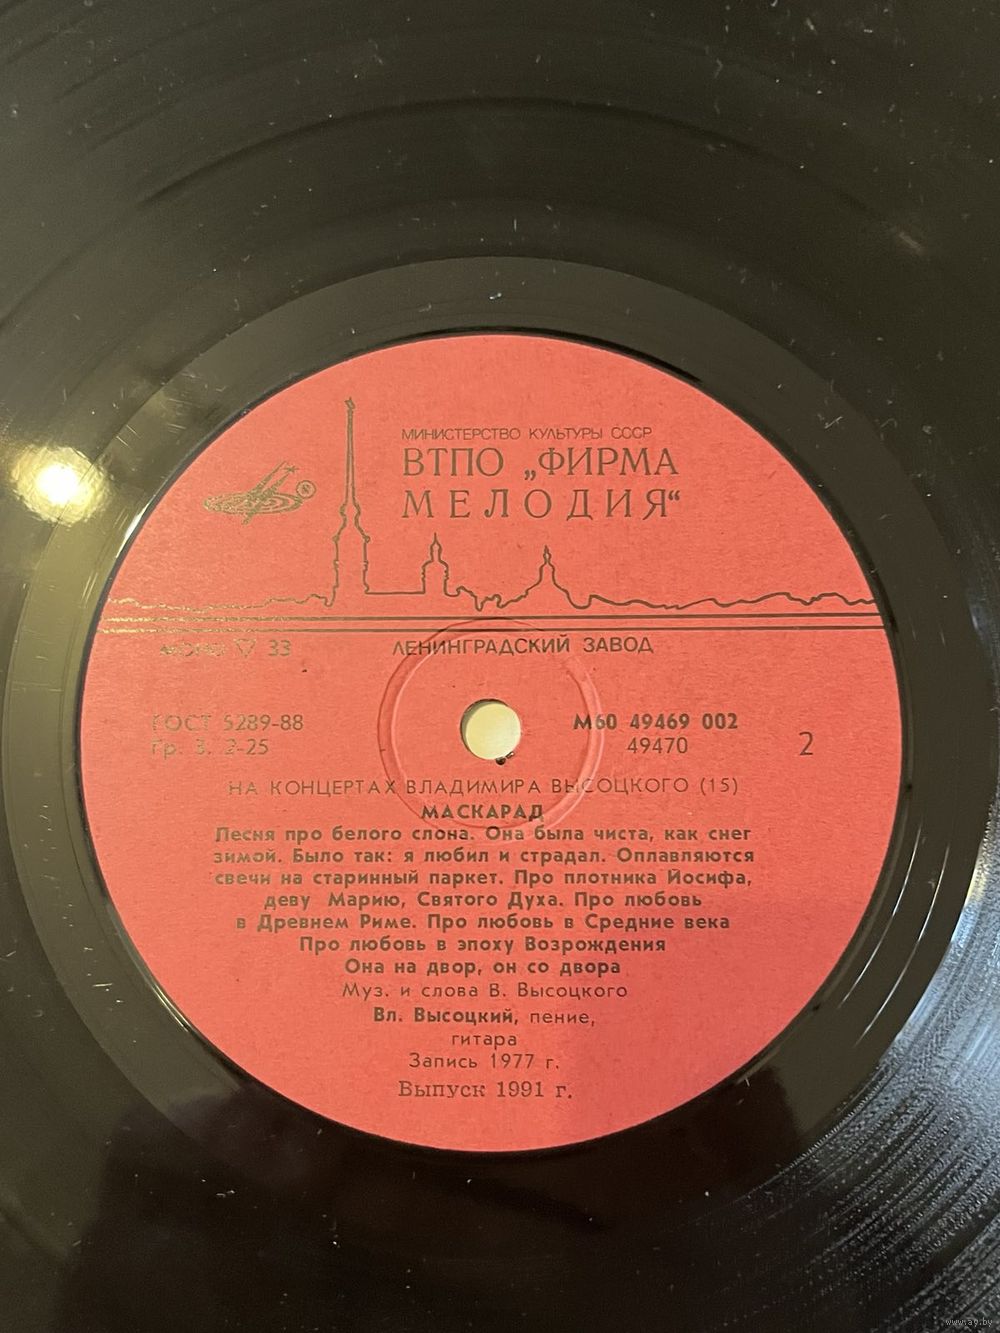 МИНИСТЕРСТВО КУЛЬТУРЫ СССР
ВТПО „ФИРМА
МЕЛОДИЯ“
МОНО ▽ 33
ЛЕНИНГРАДСКИЙ ЗАВОД
ГОСТ 5289-88
Гр. 3. 2-25
М60 49469 002
49470
2
НА КОНЦЕРТАХ ВЛАДИМИРА ВЫСОЦКОГО (15)
МАСКАРАД
Песня про белого слона. Она была чиста, как снег
зимой. Было так: я любил и страдал. Оплавляются
свечи на старинный паркет. Про плотника Иосифа,
деву Марию, Святого Духа. Про любовь
в Древнем Риме. Про любовь в Средние века
Про любовь в эпоху Возрождения
Она на двор, он со двора
Муз. и слова В. Высоцкого
Вл. Высоцкий, пение,
гитара
Запись 1977 г.
Выпуск 1991 г.
www.ay.by